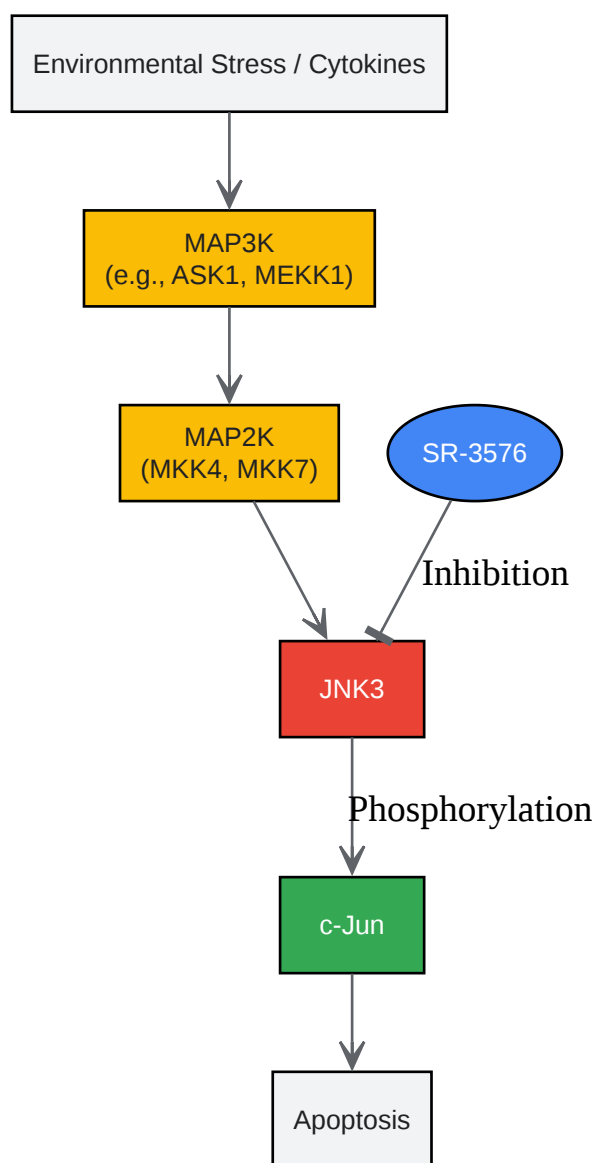 Environmental Stress / Cytokines
MAP3K
(e.g., ASK1, MEKK1)
MAP2K
(MKK4, MKK7)
SR-3576
Inhibition
JNK3
Phosphorylation
c-Jun
Apoptosis